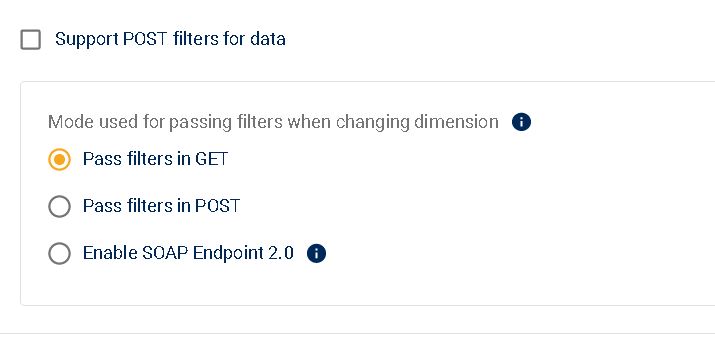 Support POST filters for data
Mode used for passing filters when changing dimension
Pass filters in GET
Pass filters in POST
Enable SOAP Endpoint 2.0